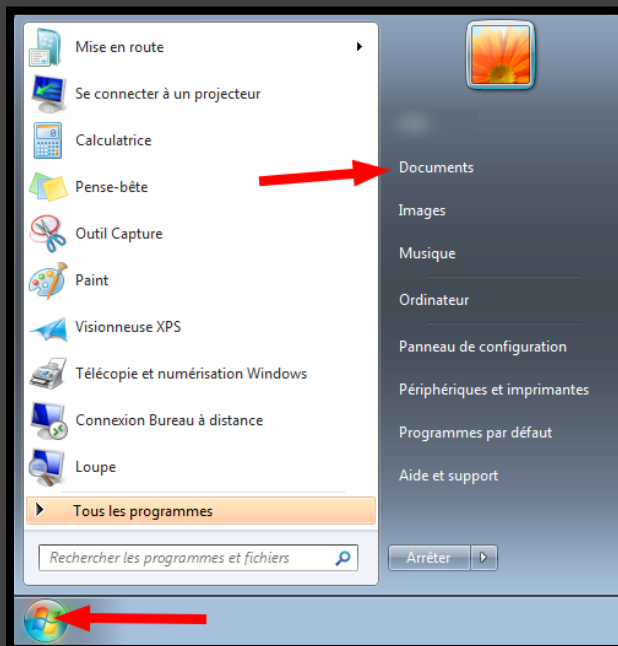 Mise en route
Se connecter à un projecteur
Calculatrice
Pense-bête
Outil Capture
Paint
Visionneuse XPS
Télécopie et numérisation Windows
Connexion Bureau à distance
Loupe
Tous les programmes
Rechercher les programmes et fichiers
Documents
Images
Musique
Ordinateur
Panneau de configuration
Périphériques et imprimantes
Programmes par défaut
Aide et support
Arrêter